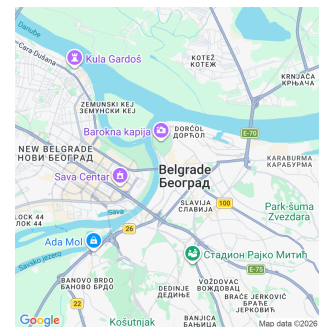 Danube
Cara Dušana
Kula Gardoš
КОТЕŽ
КОТЕЖ
KRNJAČA
КРЊАЧА
ZEMUNSKI KEJ
ЗЕМУНСКИ КЕЈ
Barokna kapija
DORĆOL
ДОРЋОЛ
E-70
NEW BELGRADE
НОВИ БЕОГРАД
KARABURMA
КАРАБУРМА
Sava Centar
Belgrade
Београд
SLAVIJA
СЛАВИЈА
100
Park-šuma
Zvezdara
LOCK 44
ЛОК 44
Sava
26
Ada Mol
Savsko jezero
Стадион Рајко Митић
E-75
BANOVO BRDO
БАНОВО БРДО
VOŽDOVAC
ВОЖДОВАЦ
DEDINJE
ДЕДИЊЕ
22
BRAĆE JERKOVIĆ
БРАЋЕ
ЈЕРКОВИЋ
BANJICA
БАЊИЦА
Košutnjak
Google
Map data ©2026